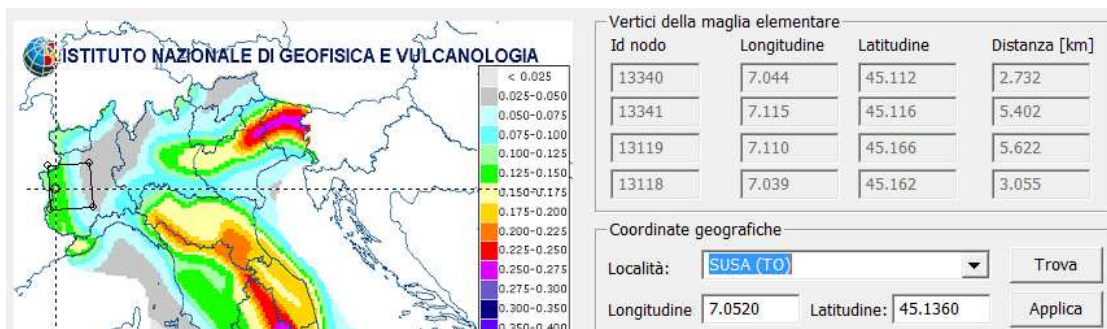 ISTITUTO NAZIONALE DI GEOFISICA E VULCANOLOGIA
< 0.025
0.025-0.050
0.050-0.075
0.075-0.100
0.100-0.125
0.125-0.150
0.150-0.175
0.175-0.200
0.200-0.225
0.225-0.250
0.250-0.275
0.275-0.300
0.300-0.350
0.350-0.400
Vertici della maglia elementare
Id nodo Longitudine Latitudine Distanza [km]
13340 7.044 45.112 2.732
13341 7.115 45.116 5.402
13119 7.110 45.166 5.622
13118 7.039 45.162 3.055
Coordinate geografiche
Località: SUSA (TO) Trova
Longitudine 7.0520 Latitudine: 45.1360 Applica